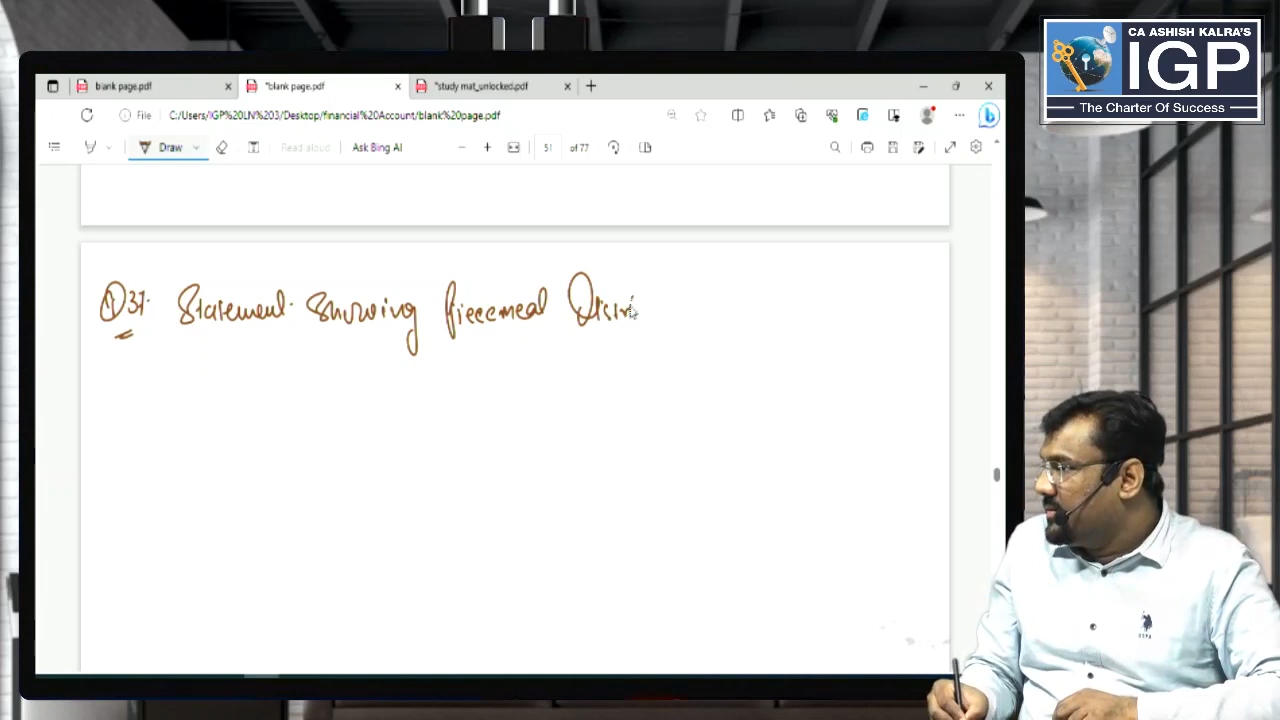 CA ASHISH KALRA'S
IGP
The Charter Of Success
blank page.pdf
*blank page.pdf
*study mat_unlocked.pdf
File
C:/Users/IGP%20LN%203/Desktop/financial%20Account/blank%20page.pdf
Draw
Read aloud
Ask Bing AI
51 of 77
Q31. Statement Showing Piecemeal Distri